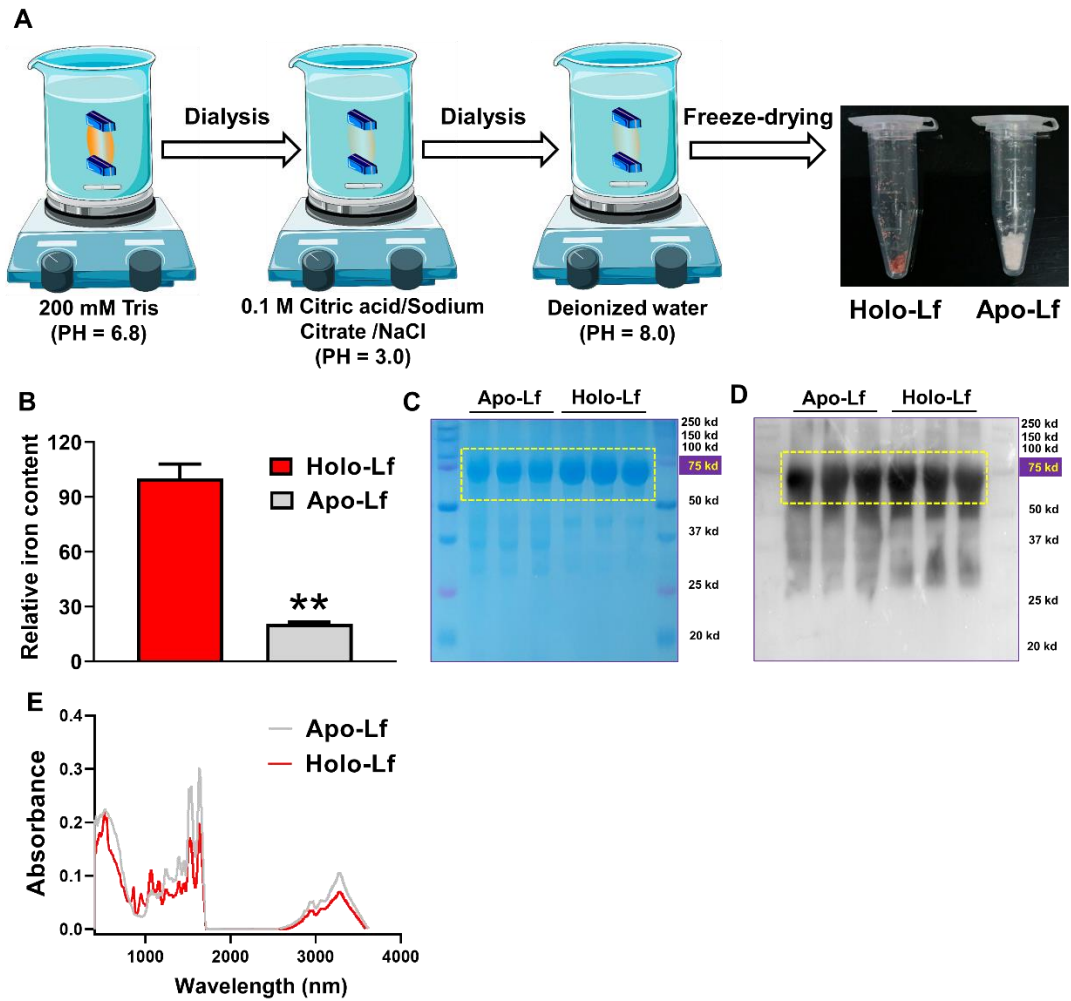 A
Dialysis
Dialysis
Freeze-drying
200 mM Tris
(PH = 6.8)
0.1 M Citric acid/Sodium
Citrate /NaCl
(PH = 3.0)
Deionized water
(PH = 8.0)
Holo-Lf
Apo-Lf
B
Relative iron content
120
90
60
30
0
Holo-Lf
Apo-Lf
**
C
Apo-Lf
Holo-Lf
250 kd
150 kd
100 kd
75 kd
50 kd
37 kd
25 kd
20 kd
D
Apo-Lf
Holo-Lf
250 kd
150 kd
100 kd
75 kd
50 kd
37 kd
25 kd
20 kd
E
Absorbance
0.4
0.3
0.2
0.1
0.0
Apo-Lf
Holo-Lf
1000
2000
3000
4000
Wavelength (nm)